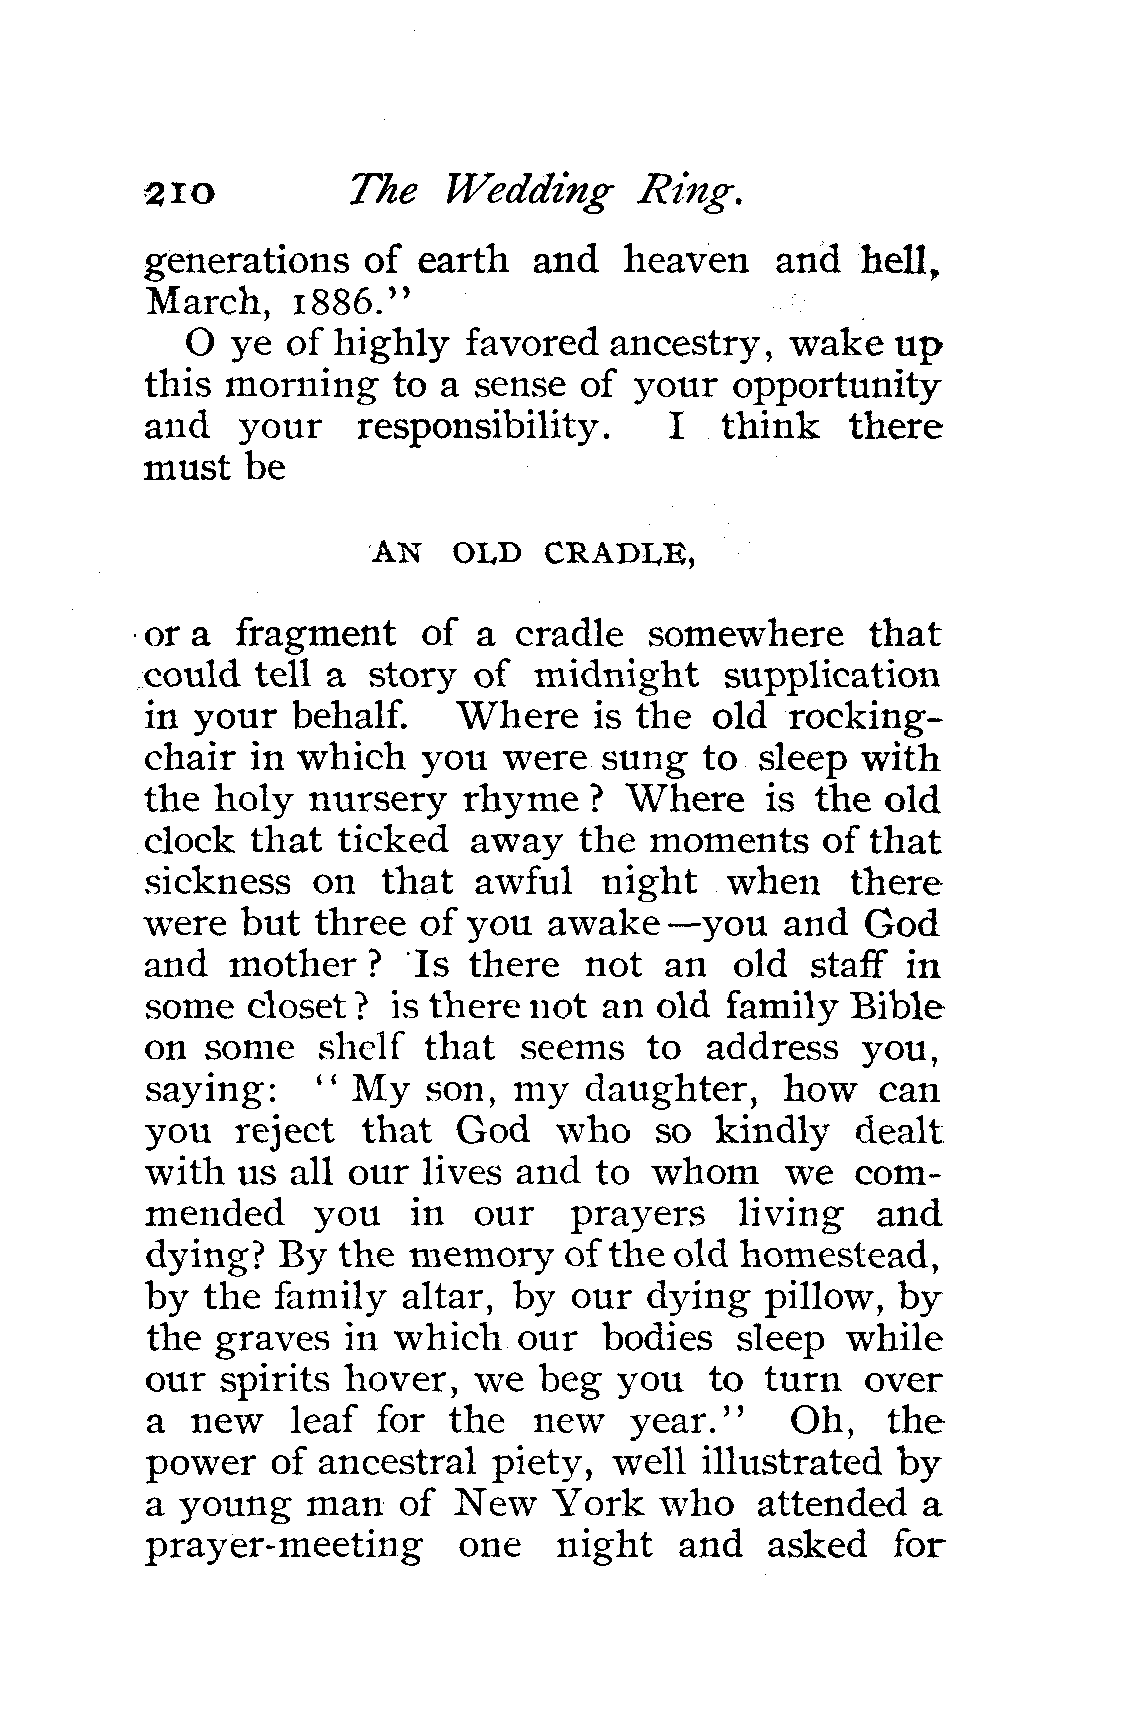 210 The Wedding Ring.
generations of earth and heaven and hell,
March, 1886."
O ye of highly favored ancestry, wake up
this morning to a sense of your opportunity
and your responsibility. I think there
must be
AN OLD CRADLE,
or a fragment of a cradle somewhere that
could tell a story of midnight supplication
in your behalf. Where is the old rocking-
chair in which you were sung to sleep with
the holy nursery rhyme? Where is the old
clock that ticked away the moments of that
sickness on that awful night when there
were but three of you awake—you and God
and mother? Is there not an old staff in
some closet? is there not an old family Bible
on some shelf that seems to address you,
saying: "My son, my daughter, how can
you reject that God who so kindly dealt
with us all our lives and to whom we com-
mended you in our prayers living and
dying? By the memory of the old homestead,
by the family altar, by our dying pillow, by
the graves in which our bodies sleep while
our spirits hover, we beg you to turn over
a new leaf for the new year." Oh, the
power of ancestral piety, well illustrated by
a young man of New York who attended a
prayer-meeting one night and asked for